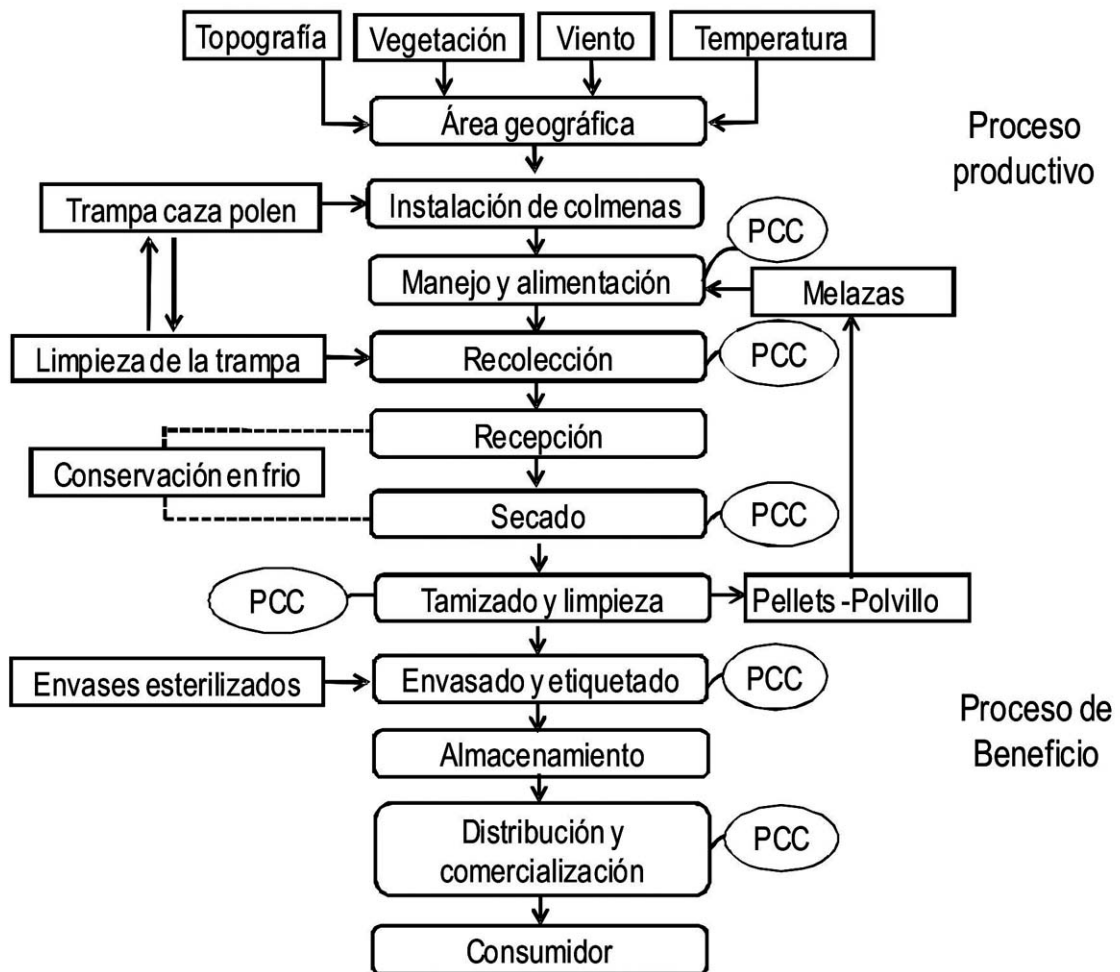 Topografía
Vegetación
Viento
Temperatura
Área geográfica
Proceso
productivo
Trampa caza polen
Instalación de colmenas
PCC
Manejo y alimentación
Melazas
Limpieza de la trampa
Recolección
PCC
Recepción
Conservación en frio
Secado
PCC
PCC
Tamizado y limpieza
Pellets -Polvillo
Envases esterilizados
Envasado y etiquetado
PCC
Proceso de
Beneficio
Almacenamiento
Distribución y
comercialización
PCC
Consumidor